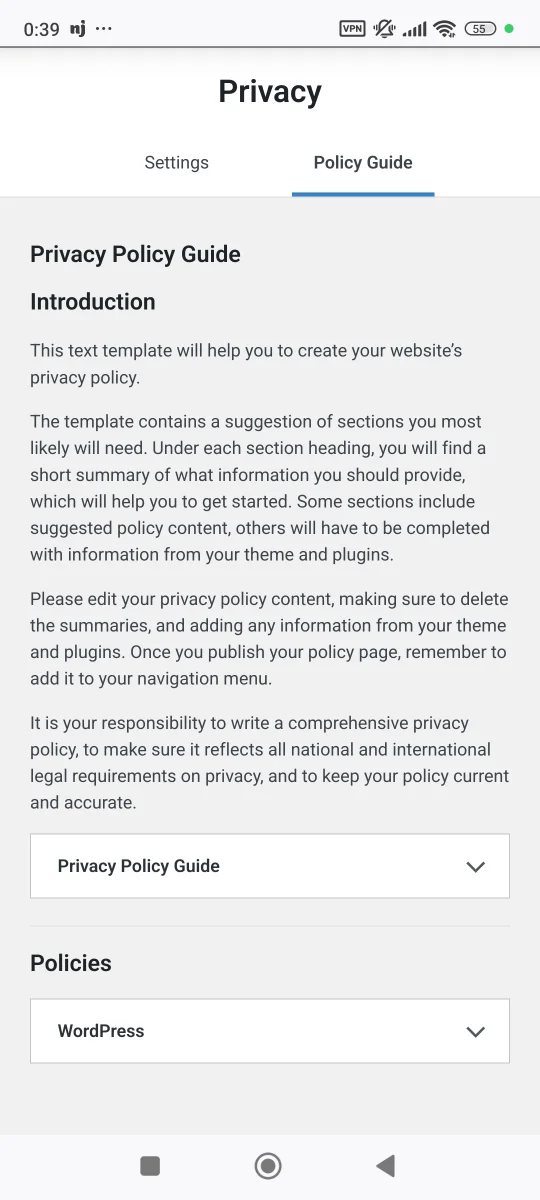 0:39 nj ... VPN 55
Privacy
Settings Policy Guide
Privacy Policy Guide
Introduction
This text template will help you to create your website’s
privacy policy.
The template contains a suggestion of sections you most
likely will need. Under each section heading, you will find a
short summary of what information you should provide,
which will help you to get started. Some sections include
suggested policy content, others will have to be completed
with information from your theme and plugins.
Please edit your privacy policy content, making sure to delete
the summaries, and adding any information from your theme
and plugins. Once you publish your policy page, remember to
add it to your navigation menu.
It is your responsibility to write a comprehensive privacy
policy, to make sure it reflects all national and international
legal requirements on privacy, and to keep your policy current
and accurate.
Privacy Policy Guide
Policies
WordPress